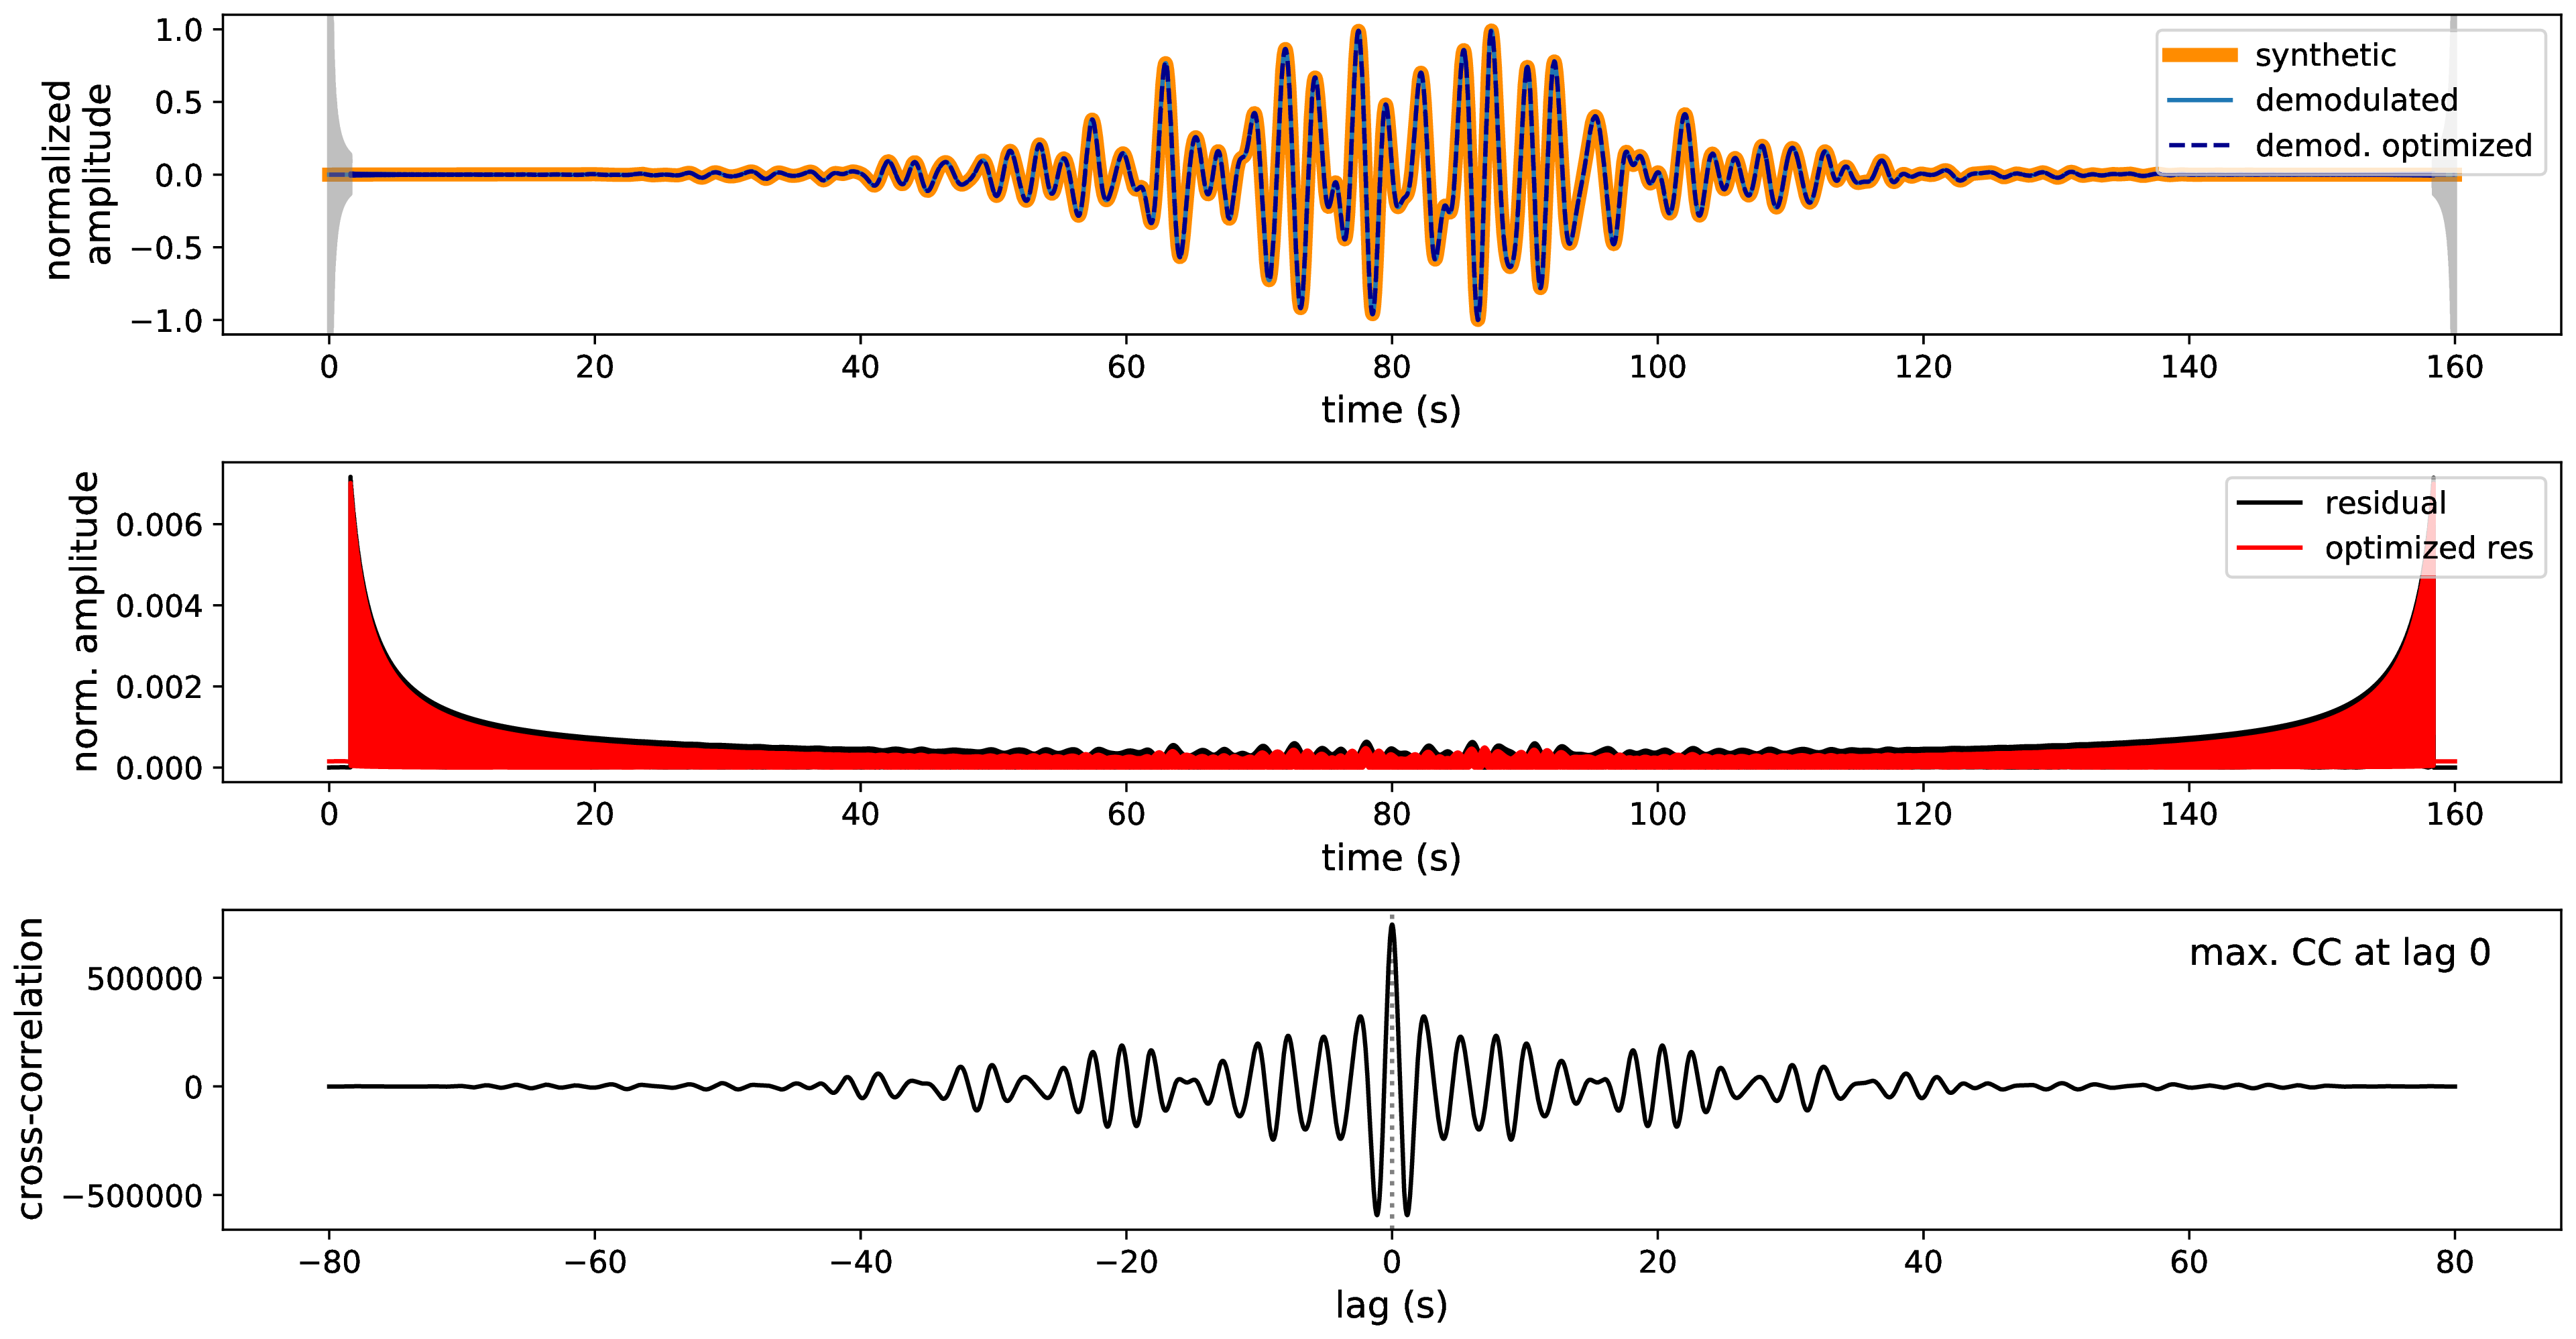 normalized
amplitude
1.0
0.5
0.0
−0.5
−1.0
synthetic
demodulated
demod. optimized
0 20 40 60 80 100 120 140 160
time (s)
norm. amplitude
0.006
0.004
0.002
0.000
residual
optimized res
0 20 40 60 80 100 120 140 160
time (s)
cross-correlation
500000
0
−500000
max. CC at lag 0
−80 −60 −40 −20 0 20 40 60 80
lag (s)